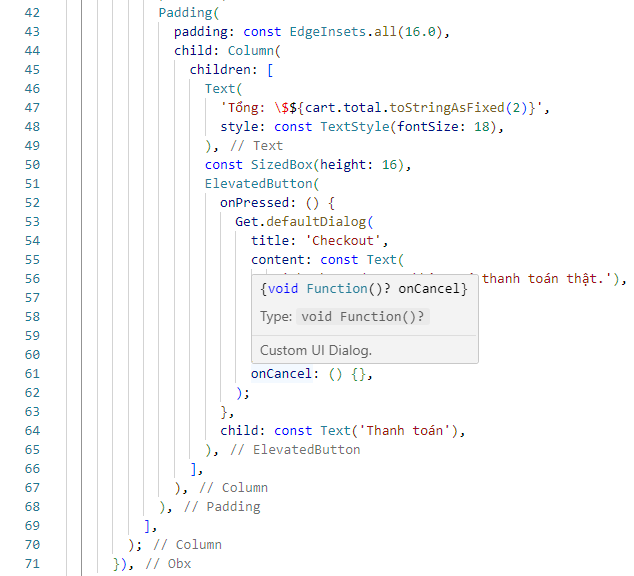 42 Padding(
43 padding: const EdgeInsets.all(16.0),
44 child: Column(
45 children: [
46 Text(
47 'Tổng: \$${cart.total.toStringAsFixed(2)}',
48 style: const TextStyle(fontSize: 18),
49 ), // Text
50 const SizedBox(height: 16),
51 ElevatedButton(
52 onPressed: () {
53 Get.defaultDialog(
54 title: 'Checkout',
55 content: const Text(
56 thanh toán thật.'),
57 {void Function()? onCancel}
58 Type: void Function()?
59
60 Custom UI Dialog.
61 onCancel: () {},
62 );
63 },
64 child: const Text('Thanh toán'),
65 ), // ElevatedButton
66 ],
67 ), // Column
68 ), // Padding
69 ],
70 ); // Column
71 }), // Obx